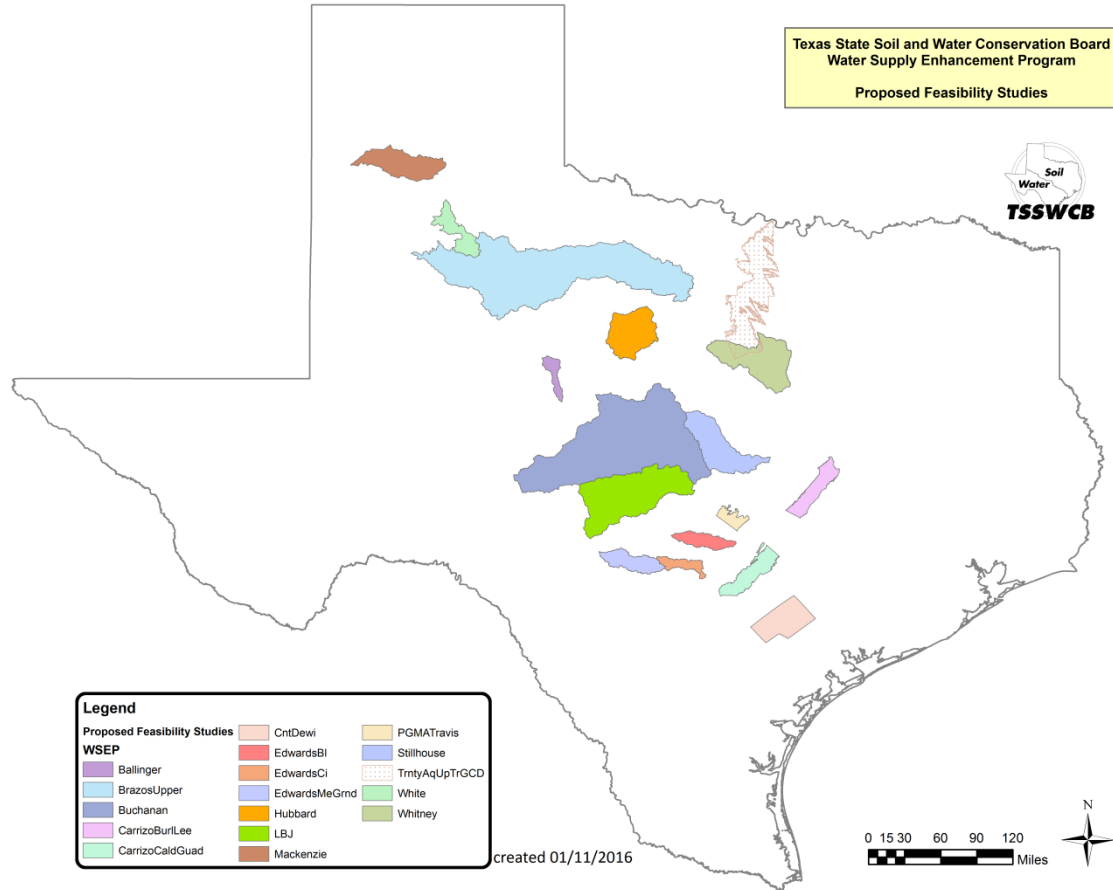 Texas State Soil and Water Conservation Board
Water Supply Enhancement Program
Proposed Feasibility Studies
Soil
Water
TSSWCB
Legend
Proposed Feasibility Studies
WSEP
Ballinger
BrazosUpper
Buchanan
CarrizoBurlLee
CarrizoCaldGuad
CntDewi
EdwardsBl
EdwardsCi
EdwardsMeGrnd
Hubbard
LBJ
Mackenzie
PGMATravis
Stillhouse
TrntyAqUpTrGCD
White
Whitney
created 01/11/2016
0 15 30 60 90 120
Miles
N